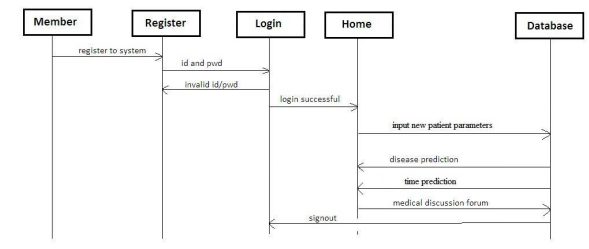 Member
Register
Login
Home
Database
register to system
id and pwd
invalid id/pwd
login successful
input new patient parameters
disease prediction
time prediction
medical discussion forum
signout